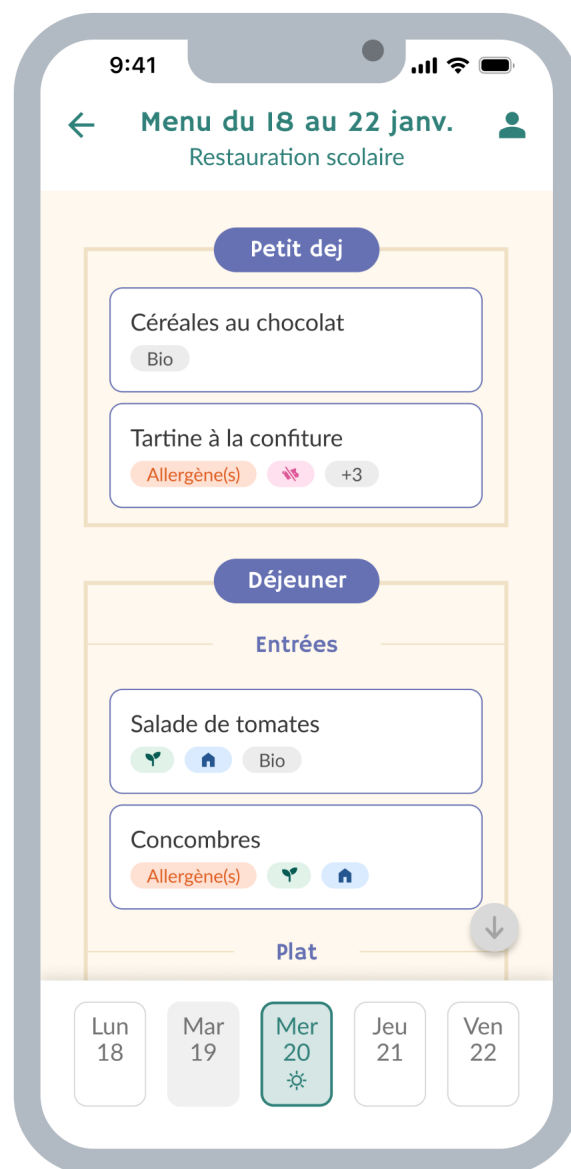 9:41
Menu du 18 au 22 janv.
Restauration scolaire
Petit dej
Céréales au chocolat
Bio
Tartine à la confiture
Allergène(s) +3
Déjeuner
Entrées
Salade de tomates
Bio
Concombres
Allergène(s)
Plat
Lun Mar Mer Jeu Ven
18 19 20 21 22